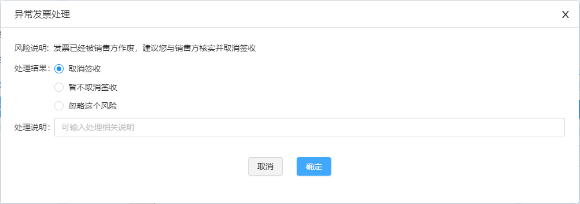 异常发票处理
风险说明: 发票已经被销售方作废，建议您与销售方核实并取消签收
处理结果: 取消签收
暂不取消签收
忽略这个风险
处理说明: 可输入处理相关说明
取消 确定